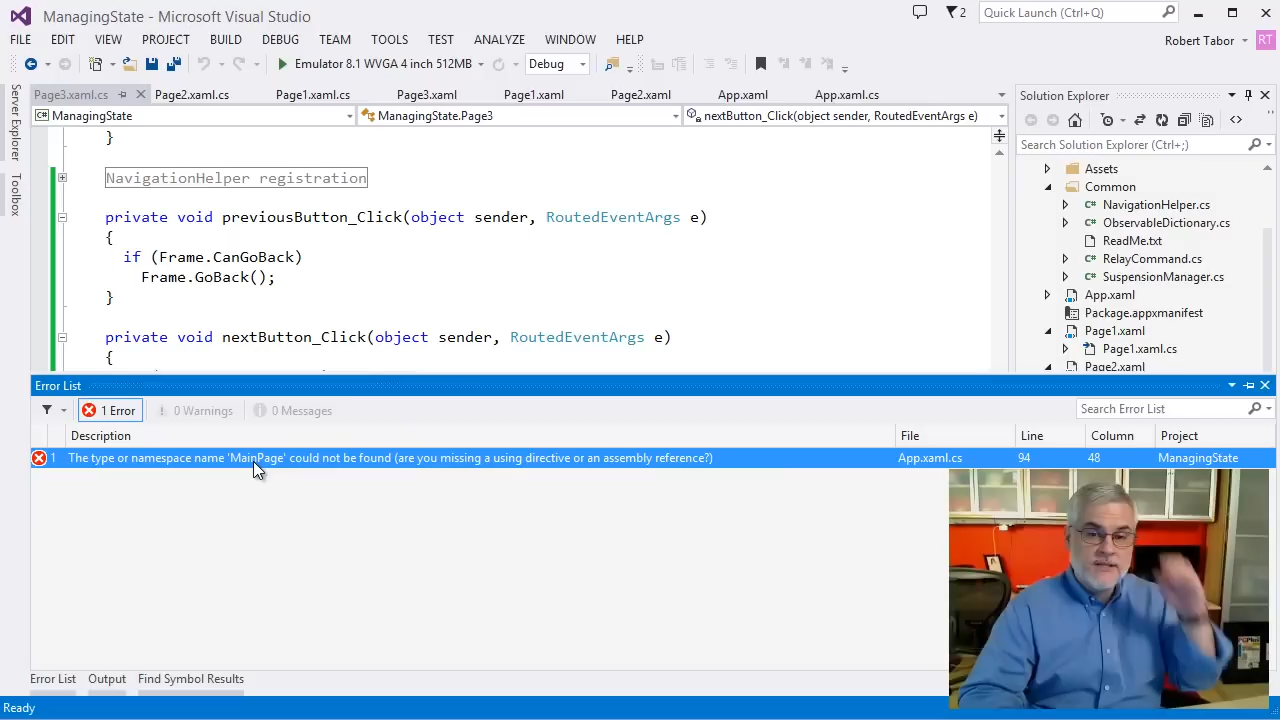 ManagingState - Microsoft Visual Studio
2
Quick Launch (Ctrl+Q)
FILE EDIT VIEW PROJECT BUILD DEBUG TEAM TOOLS TEST ANALYZE WINDOW HELP
Robert Tabor RT
Emulator 8.1 WVGA 4 inch 512MB
Debug
Server Explorer
Toolbox
Page3.xaml.cs Page2.xaml.cs Page1.xaml.cs Page3.xaml Page1.xaml Page2.xaml App.xaml App.xaml.cs
ManagingState
ManagingState.Page3
nextButton_Click(object sender, RoutedEventArgs e)
}
NavigationHelper registration
private void previousButton_Click(object sender, RoutedEventArgs e)
{
if (Frame.CanGoBack)
Frame.GoBack();
}
private void nextButton_Click(object sender, RoutedEventArgs e)
{
Solution Explorer
Search Solution Explorer (Ctrl+;)
Assets
C# Common
C# NavigationHelper.cs
C# ObservableDictionary.cs
ReadMe.txt
C# RelayCommand.cs
C# SuspensionManager.cs
App.xaml
Package.appxmanifest
Page1.xaml
Page1.xaml.cs
Page2.xaml
Error List
1 Error
0 Warnings
0 Messages
Search Error List
Description File Line Column Project
1 The type or namespace name 'MainPage' could not be found (are you missing a using directive or an assembly reference?) App.xaml.cs 94 48 ManagingState
Error List Output Find Symbol Results
Ready